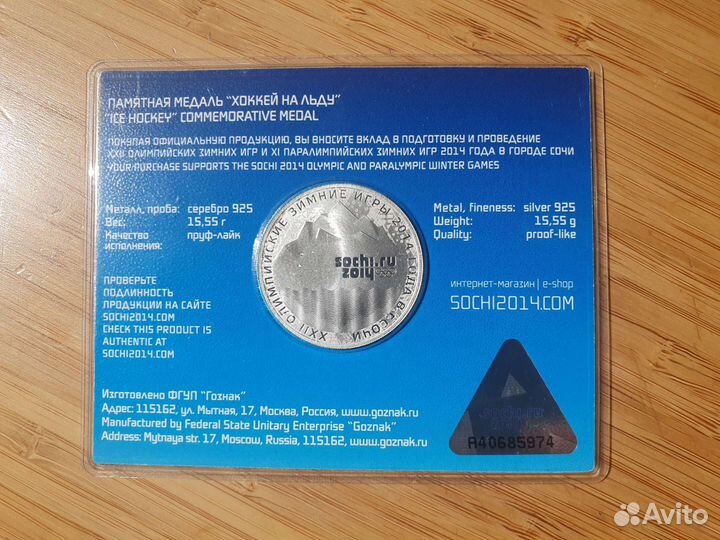 ПАМЯТНАЯ МЕДАЛЬ "ХОККЕЙ НА ЛЬДУ"
"ICE HOCKEY" COMMEMORATIVE MEDAL
ПОКУПАЯ ОФИЦИАЛЬНУЮ ПРОДУКЦИЮ, ВЫ ВНОСИТЕ ВКЛАД В ПОДГОТОВКУ И ПРОВЕДЕНИЕ
XXII ОЛИМПИЙСКИХ ЗИМНИХ ИГР И XI ПАРАЛИМПИЙСКИХ ЗИМНИХ ИГР 2014 ГОДА В ГОРОДЕ СОЧИ
YOUR PURCHASE SUPPORTS THE SOCHI 2014 OLYMPIC AND PARALYMPIC WINTER GAMES
Металл, проба: серебро 925
Вес: 15,55 г
Качество исполнения: пруф-лайк
Metal, fineness: silver 925
Weight: 15,55 g
Quality: proof-like
XXII ОЛИМПИЙСКИЕ ЗИМНИЕ ИГРЫ 2014 ГОДА В Г.СОЧИ
sochi.ru
2014
ПРОВЕРЬТЕ
ПОДЛИННОСТЬ
ПРОДУКЦИИ НА САЙТЕ
SOCHI2014.COM
CHECK THIS PRODUCT IS
AUTHENTIC AT
SOCHI2014.COM
интернет-магазин | e-shop
SOCHI2014.COM
Изготовлено ФГУП "Гознак"
Адрес: 115162, ул. Мытная, 17, Москва, Россия, www.goznak.ru
Manufactured by Federal State Unitary Enterprise "Goznak"
Address: Mytnaya str. 17, Moscow, Russia, 115162, www.goznak.ru
sochi.ru
2014
A40685974
Avito